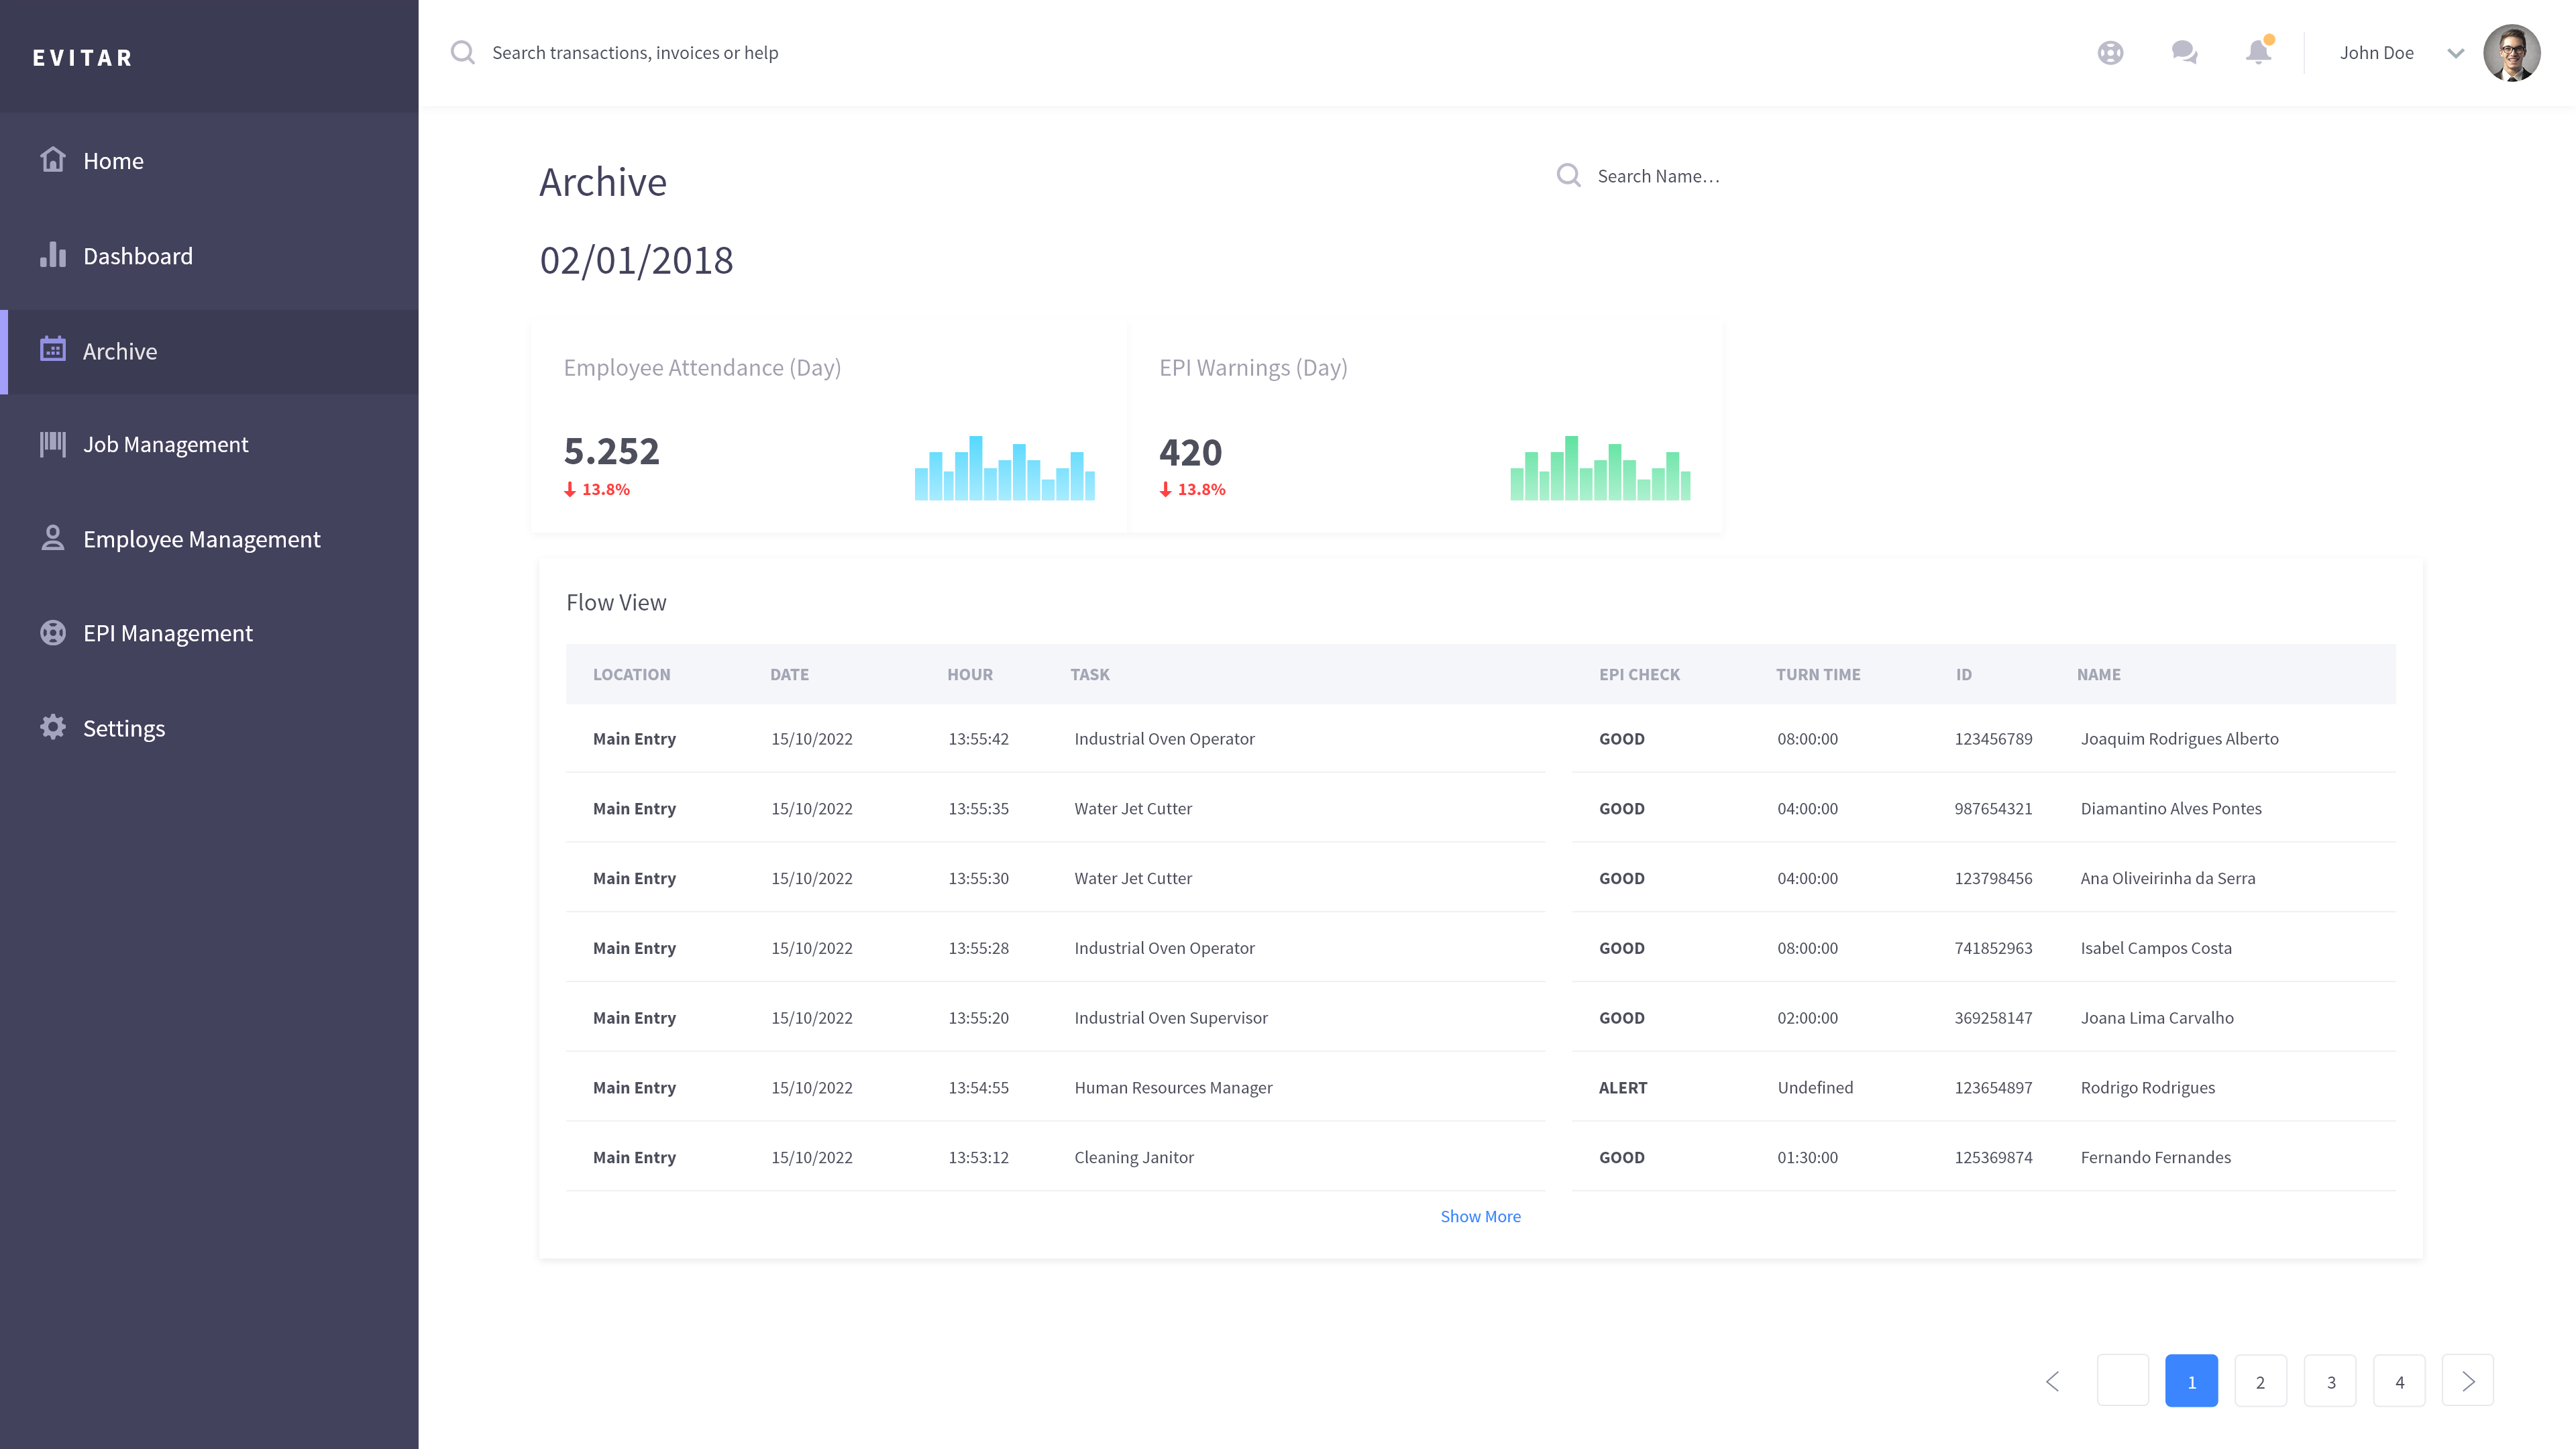 EVITAR
Search transactions, invoices or help
John Doe
Home
Dashboard
Archive
Job Management
Employee Management
EPI Management
Settings
Archive
Search Name...
02/01/2018
Employee Attendance (Day)
5.252
13.8%
EPI Warnings (Day)
420
13.8%
Flow View
LOCATION DATE HOUR TASK EPI CHECK TURN TIME ID NAME
Main Entry 15/10/2022 13:55:42 Industrial Oven Operator GOOD 08:00:00 123456789 Joaquim Rodrigues Alberto
Main Entry 15/10/2022 13:55:35 Water Jet Cutter GOOD 04:00:00 987654321 Diamantino Alves Pontes
Main Entry 15/10/2022 13:55:30 Water Jet Cutter GOOD 04:00:00 123798456 Ana Oliveirinha da Serra
Main Entry 15/10/2022 13:55:28 Industrial Oven Operator GOOD 08:00:00 741852963 Isabel Campos Costa
Main Entry 15/10/2022 13:55:20 Industrial Oven Supervisor GOOD 02:00:00 369258147 Joana Lima Carvalho
Main Entry 15/10/2022 13:54:55 Human Resources Manager ALERT Undefined 123654897 Rodrigo Rodrigues
Main Entry 15/10/2022 13:53:12 Cleaning Janitor GOOD 01:30:00 125369874 Fernando Fernandes
Show More
1 2 3 4